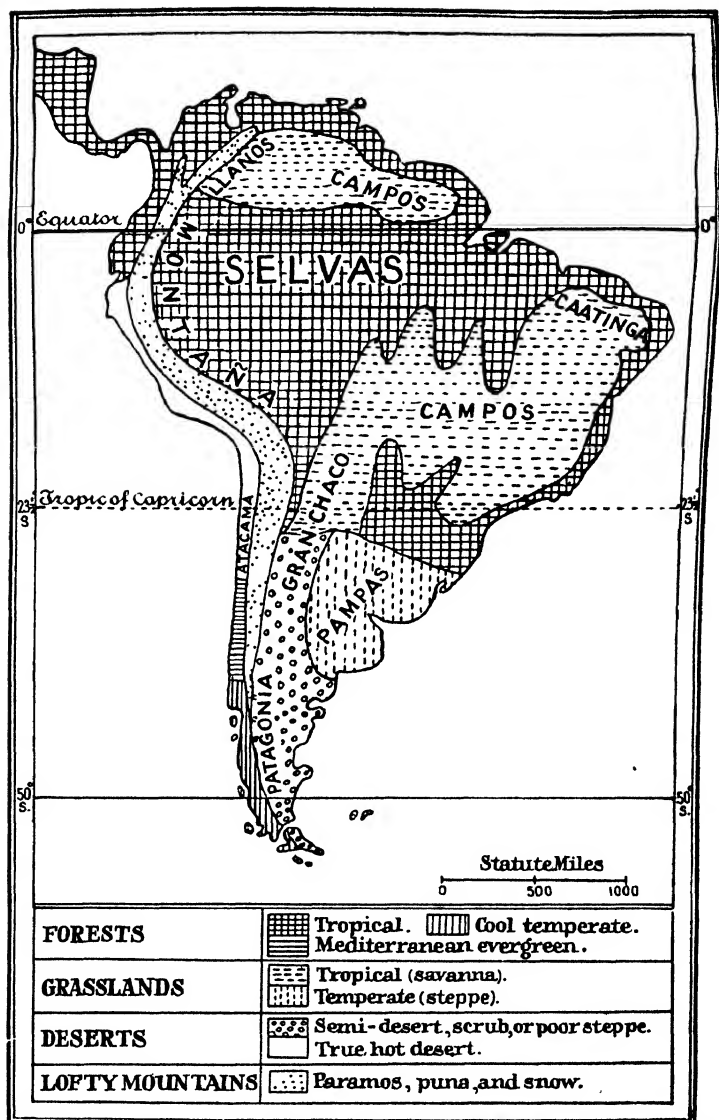 LLANOS
CAMPOS
0° Equator 0°
MONTAÑA
SELVAS
CAATINGA
CAMPOS
Tropic of Capricorn
23½
S
23½
S
ATACAMA
GRAN CHACO
PAMPAS
PATAGONIA
50°
S.
50°
S.
Statute Miles
0 500 1000
FORESTS
Tropical. Cool temperate.
Mediterranean evergreen.
GRASSLANDS
Tropical (savanna).
Temperate (steppe).
DESERTS
Semi-desert, scrub, or poor steppe.
True hot desert.
LOFTY MOUNTAINS
Paramos, puna, and snow.